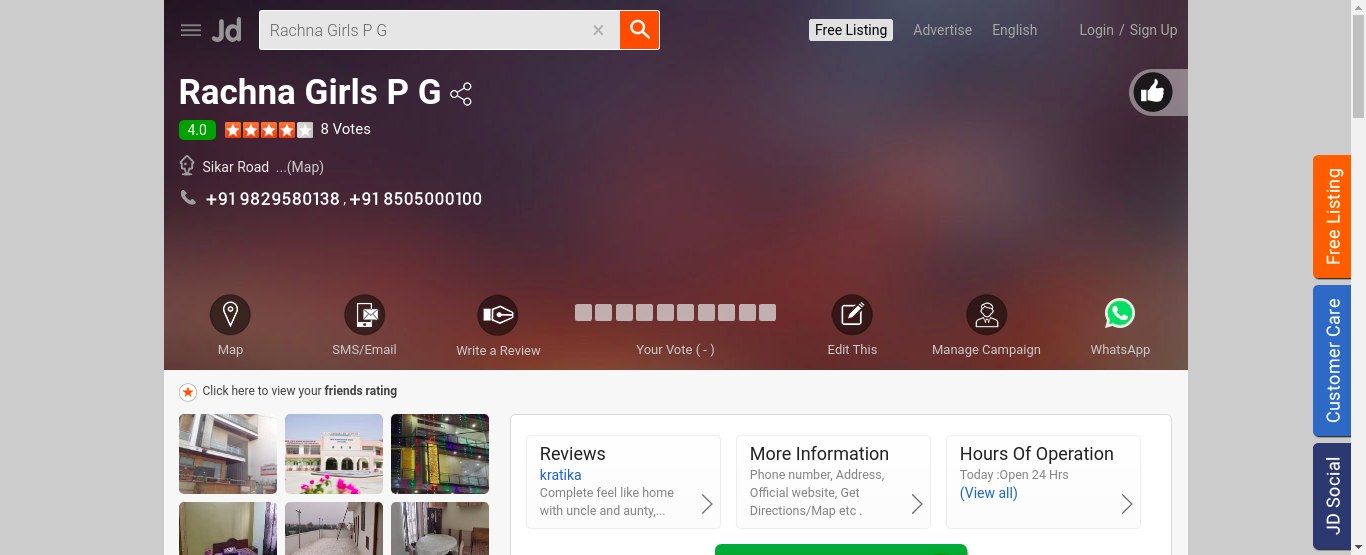 Jd
Rachna Girls P G
×
Free Listing
Advertise
English
Login / Sign Up
Rachna Girls P G
4.0
8 Votes
Sikar Road ...(Map)
+91 9829580138 , +91 8505000100
Map
SMS/Email
Write a Review
Your Vote ( - )
Edit This
Manage Campaign
WhatsApp
Click here to view your friends rating
Reviews
kratika
Complete feel like home
with uncle and aunty,...
More Information
Phone number, Address,
Official website, Get
Directions/Map etc .
Hours Of Operation
Today :Open 24 Hrs
(View all)
Free Listing
Customer Care
JD Social